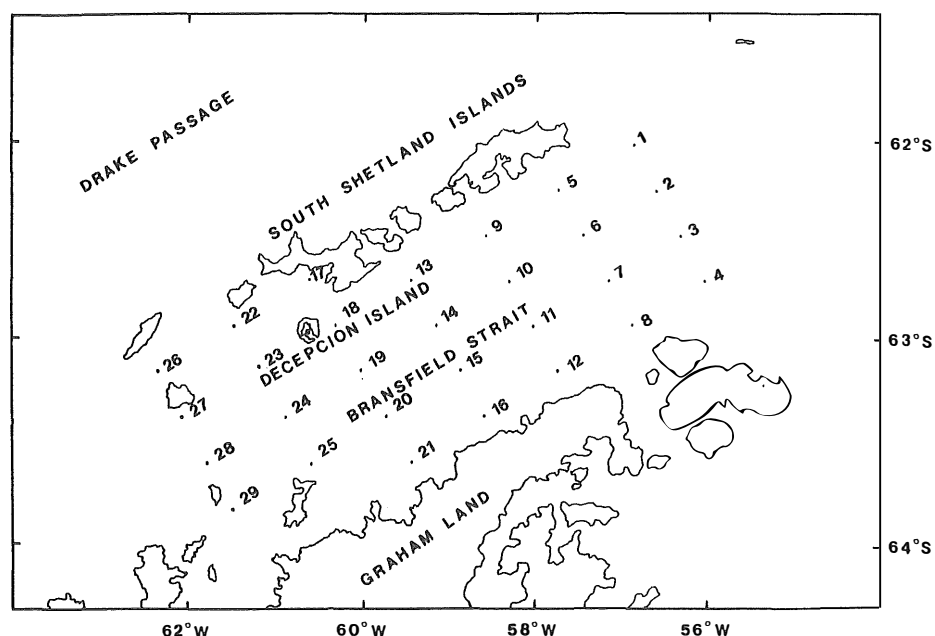 DRAKE PASSAGE
SOUTH SHETLAND ISLANDS
1
62°S
5
2
9
6
3
17
13
10
7
4
22
18
14
11
8
DECEPCION ISLAND
BRANSFIELD STRAIT
63°S
26
23
19
15
12
27
24
20
16
28
25
21
29
GRAHAM LAND
64°S
62°W
60°W
58°W
56°W